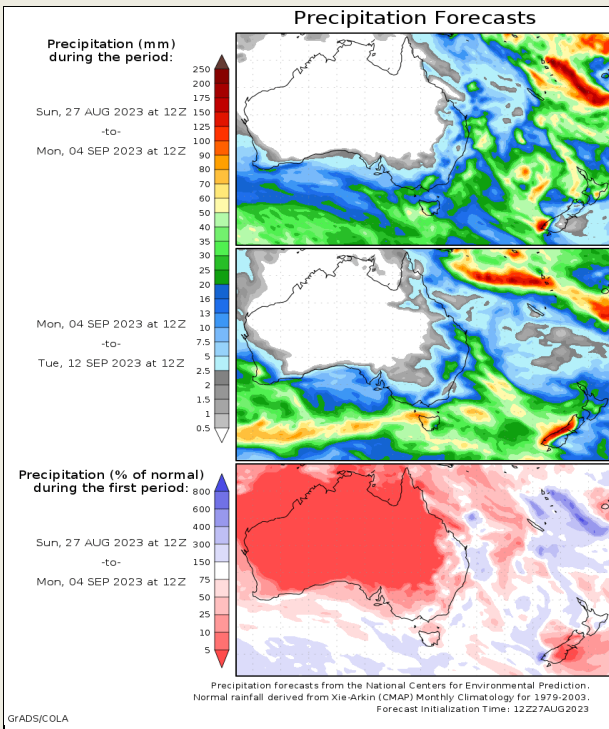 Precipitation Forecasts
Precipitation (mm)
during the period:
Sun, 27 AUG 2023 at 12Z
-to-
Mon, 04 SEP 2023 at 12Z
250
200
175
150
125
100
90
80
70
60
50
40
35
30
25
20
16
13
10
7.5
5
2.5
2
1.5
1
0.5
Mon, 04 SEP 2023 at 12Z
-to-
Tue, 12 SEP 2023 at 12Z
Precipitation (% of normal)
during the first period:
Sun, 27 AUG 2023 at 12Z
-to-
Mon, 04 SEP 2023 at 12Z
800
600
400
300
150
75
50
25
10
5
Precipitation forecasts from the National Centers for Environmental Prediction.
Normal rainfall derived from Xie-Arkin (CMAP) Monthly Climatology for 1979-2003.
Forecast Initialization Time: 12Z27AUG2023
GrADS/COLA